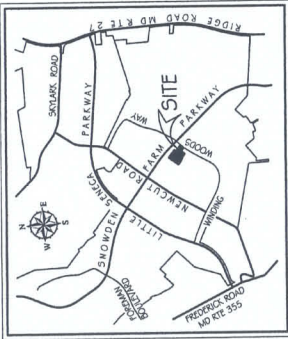 RIDGE ROAD MD RTE 27
SKYLARK ROAD
PARKWAY
WAY
SITE
WOODS
PARKWAY
FARM
ROAD
NEWCUT
SENECA
LITTLE
SNOWDEN
WINDING
FOREMAN
BOULEVARD
FREDERICK ROAD
MD RTE 355
N
E
S
W